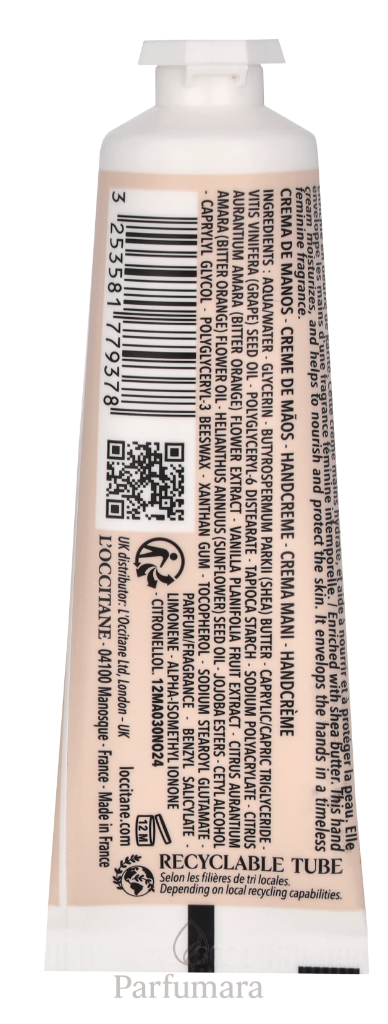 enveloppe les mains d'une fragrance féminine intemporelle. / Enriched with shea butter. This hand
cream moisturizes, and helps to nourish and protect the skin. It envelops the hands in a timeless
feminine fragrance.
CREMA DE MANOS - CREME DE MÃOS - HANDCREME - CREMA MANI - HANDCRÈME
INGREDIENTS : AQUA/WATER - GLYCERIN - BUTYROSPERMUM PARKII (SHEA) BUTTER - CAPRYLIC/CAPRIC TRIGLYCERIDE -
VITIS VINIFERA (GRAPE) SEED OIL - POLYGLYCERYL-6 DISTEARATE - TAPIOCA STARCH - SODIUM POLYACRYLATE - CITRUS
AURANTIUM AMARA (BITTER ORANGE) FLOWER EXTRACT - VANILLA PLANIFOLIA FRUIT EXTRACT - CITRUS AURANTIUM
AMARA (BITTER ORANGE) FLOWER OIL - HELIANTHUS ANNUUS (SUNFLOWER) SEED OIL - JOJOBA ESTERS - CETYL ALCOHOL
- CAPRYLYL GLYCOL - POLYGLYCERYL-3 BEESWAX - XANTHAN GUM - TOCOPHEROL - SODIUM STEAROYL GLUTAMATE -
PARFUM/FRAGRANCE - BENZYL SALICYLATE -
LIMONENE - ALPHA-ISOMETHYL IONONE
- CITRONELLOL 12MA030N024
3 253581 779378
UK distributor: L'Occitane Ltd, London - UK
loccitane.com
L'OCCITANE - 04100 Manosque - France - Made in France
12 M
RECYCLABLE TUBE
Selon les filières de tri locales.
Depending on local recycling capabilities.
Parfumara